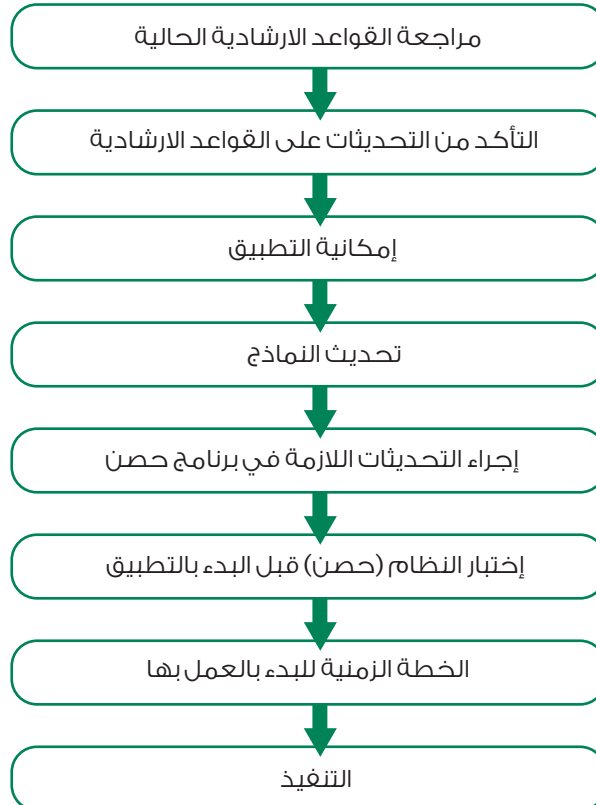 مراجعة القواعد الارشادية الحالية
التأكد من التحديثات على القواعد الارشادية
إمكانية التطبيق
تحديث النماذج
إجراء التحديثات اللازمة في برنامج حصن
إختبار النظام (حصن) قبل البدء بالتطبيق
الخطة الزمنية للبدء بالعمل بها
التنفيذ